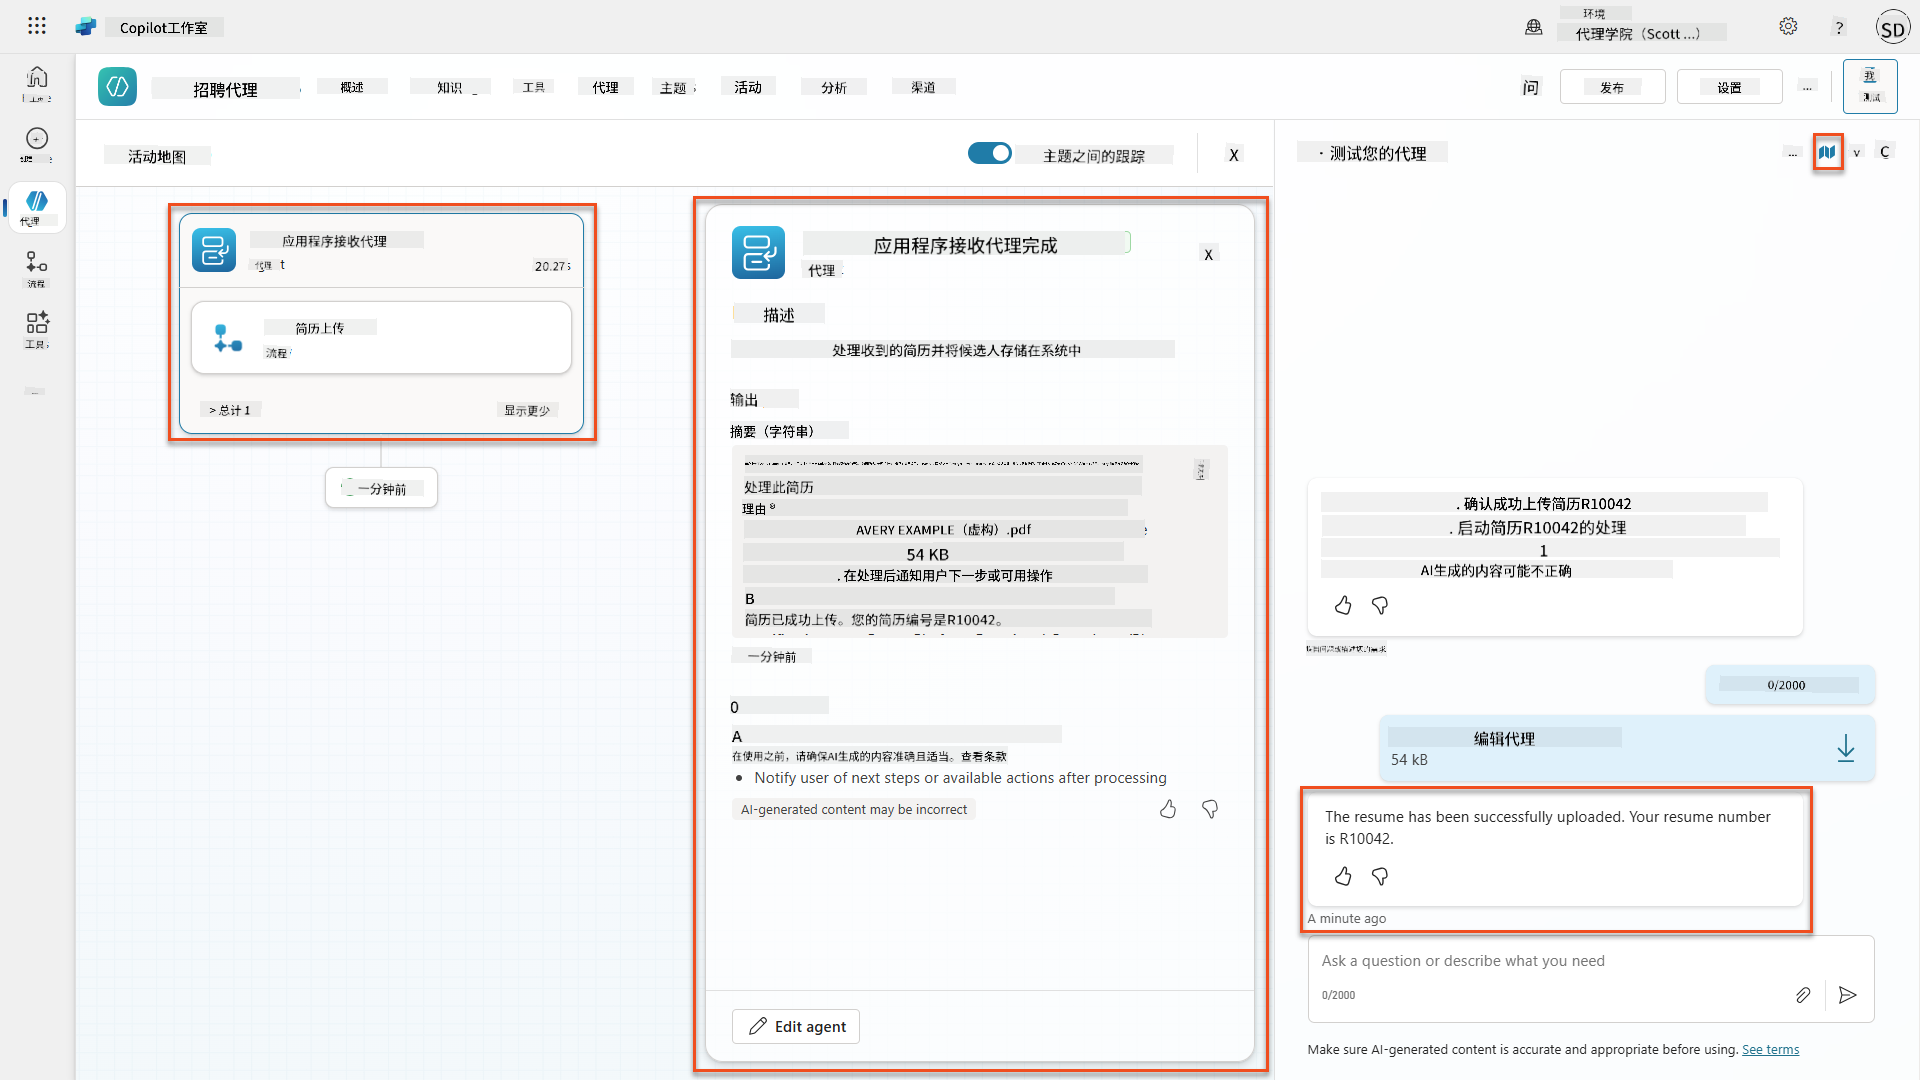 Copilot工作室
环境
代理学院（Scott ...）
?
SD
招聘代理
概述
知识
工具
代理
主题
活动
分析
渠道
问
发布
设置
...
我
测试
代理
流程
工具
活动地图
主题之间的跟踪
X
应用程序接收代理
代理
20.27s
简历上传
流程
> 总计 1
显示更少
一分钟前
应用程序接收代理完成
代理
X
描述
处理收到的简历并将候选人存储在系统中
输出
摘要（字符串）
处理此简历
理由
AVERY EXAMPLE（虚构）.pdf
54 KB
. 在处理后通知用户下一步或可用操作
B
简历已成功上传。您的简历编号是R10042。
一分钟前
0
A
在使用之前，请确保AI生成的内容准确且适当。查看条款
• Notify user of next steps or available actions after processing
AI-generated content may be incorrect
Edit agent
· 测试您的代理
...
v
C
. 确认成功上传简历R10042
. 启动简历R10042的处理
1
AI生成的内容可能不正确
0/2000
编辑代理
54 kB
The resume has been successfully uploaded. Your resume number
is R10042.
A minute ago
Ask a question or describe what you need
0/2000
Make sure AI-generated content is accurate and appropriate before using. See terms